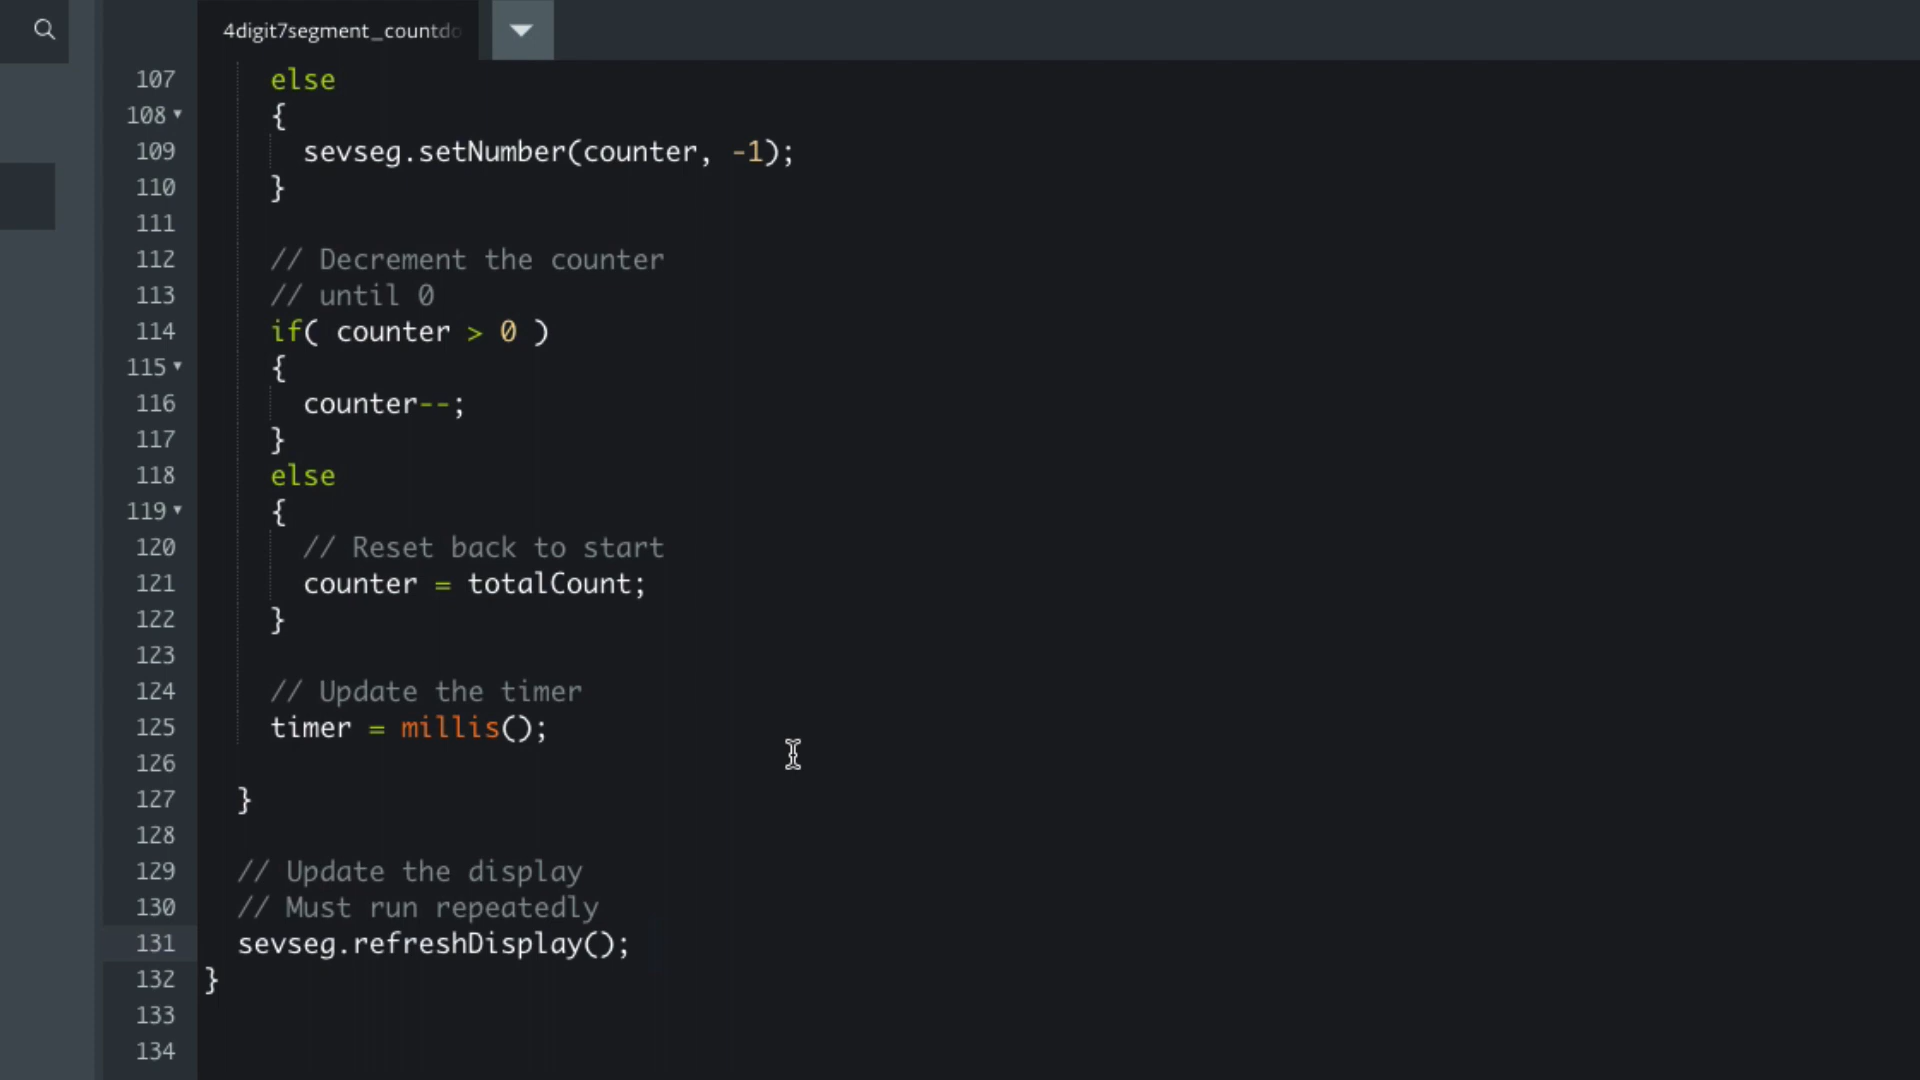 4digit7segment_countdo
107 else
108 {
109 sevseg.setNumber(counter, -1);
110 }
111
112 // Decrement the counter
113 // until 0
114 if( counter > 0 )
115 {
116 counter--;
117 }
118 else
119 {
120 // Reset back to start
121 counter = totalCount;
122 }
123
124 // Update the timer
125 timer = millis();
126
127 }
128
129 // Update the display
130 // Must run repeatedly
131 sevseg.refreshDisplay();
132 }
133
134